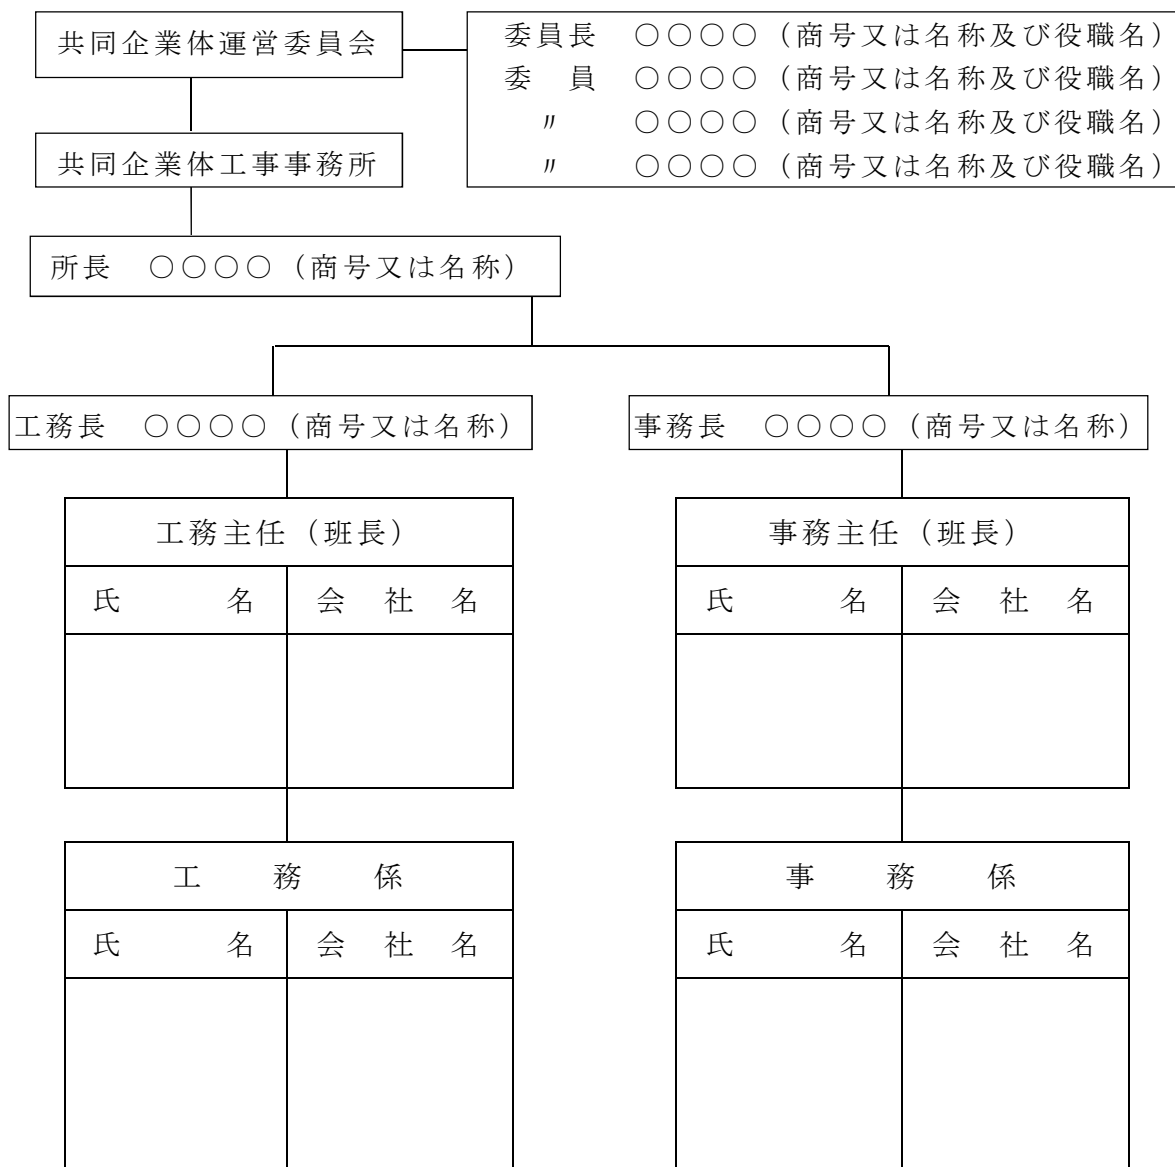 共同企業体運営委員会
委員長　○○○○（商号又は名称及び役職名）
委　員　○○○○（商号又は名称及び役職名）
〃　　○○○○（商号又は名称及び役職名）
〃　　○○○○（商号又は名称及び役職名）
共同企業体工事事務所
所長　○○○○（商号又は名称）
工務長　○○○○（商号又は名称）
事務長　○○○○（商号又は名称）
工務主任（班長）
氏　　　名　会　社　名
事務主任（班長）
氏　　　名　会　社　名
工　務　係
氏　　　名　会　社　名
事　務　係
氏　　　名　会　社　名